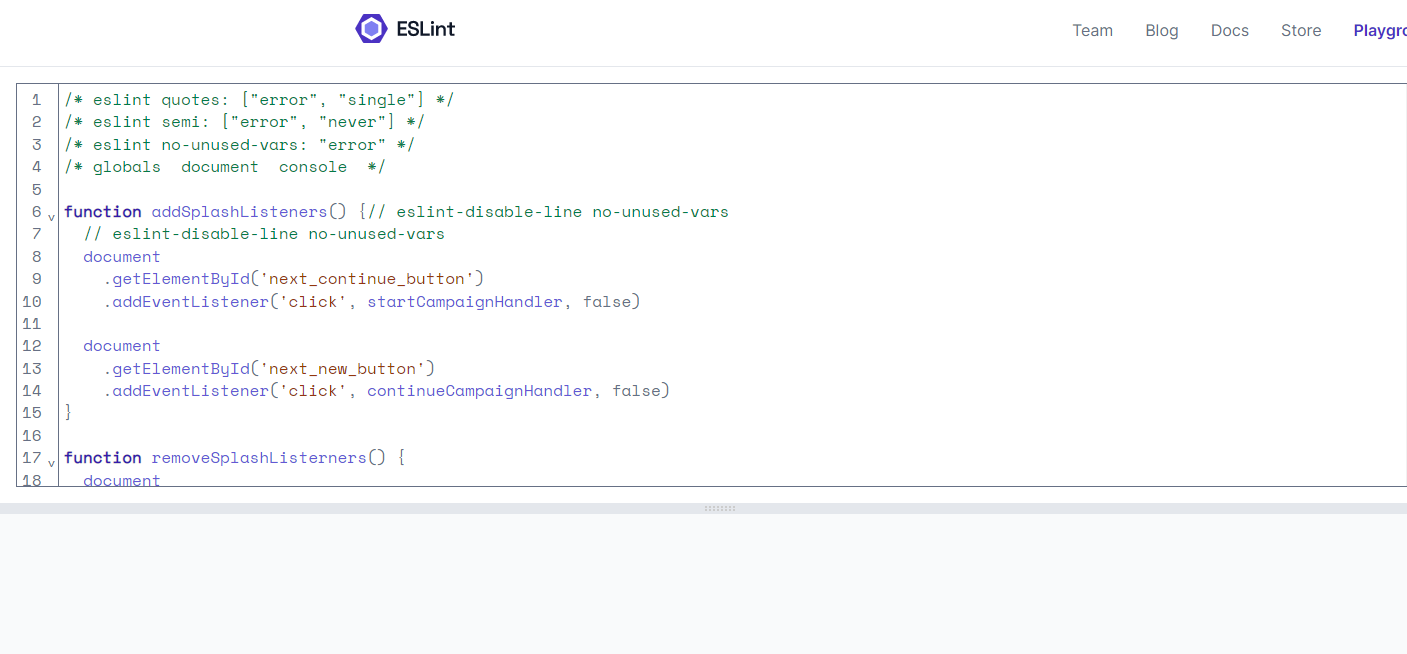 ESLint
Team Blog Docs Store Playgro
1 /* eslint quotes: ["error", "single"] */
2 /* eslint semi: ["error", "never"] */
3 /* eslint no-unused-vars: "error" */
4 /* globals  document  console  */
5
6 v function addSplashListeners() {// eslint-disable-line no-unused-vars
7   // eslint-disable-line no-unused-vars
8   document
9     .getElementById('next_continue_button')
10     .addEventListener('click', startCampaignHandler, false)
11
12   document
13     .getElementById('next_new_button')
14     .addEventListener('click', continueCampaignHandler, false)
15 }
16
17 v function removeSplashListerners() {
18   document